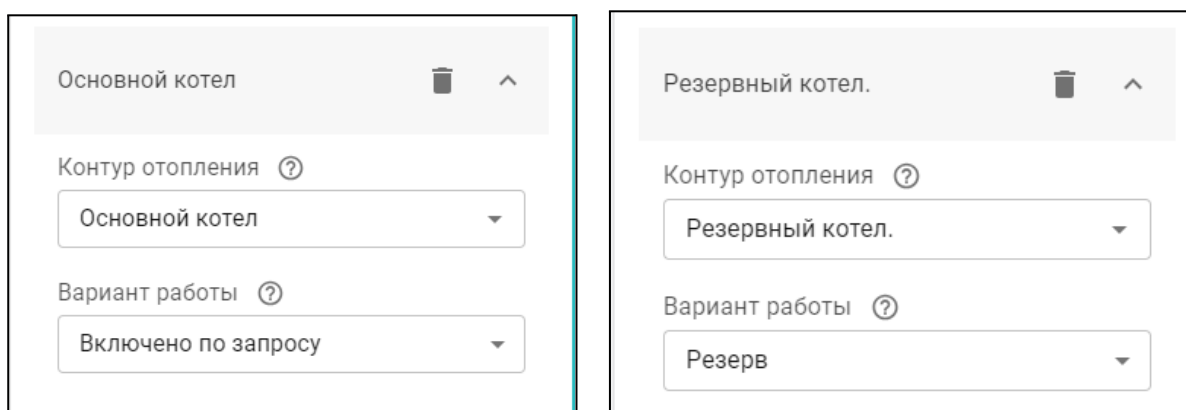 Основной котел
Контур отопления
Основной котел
Вариант работы
Включено по запросу
Резервный котел.
Контур отопления
Резервный котел.
Вариант работы
Резерв